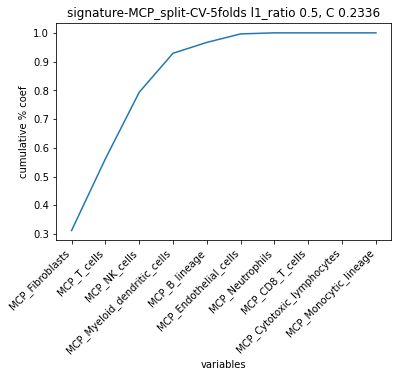 signature-MCP_split-CV-5folds l1_ratio 0.5, C 0.2336
cumulative % coef
1.0
0.9
0.8
0.7
0.6
0.5
0.4
0.3
MCP_Fibroblasts
MCP_T_cells
MCP_NK_cells
MCP_Myeloid_dendritic_cells
MCP_B_lineage
MCP_Endothelial_cells
MCP_Neutrophils
MCP_CD8_T_cells
MCP_Cytotoxic_lymphocytes
MCP_Monocytic_lineage
variables